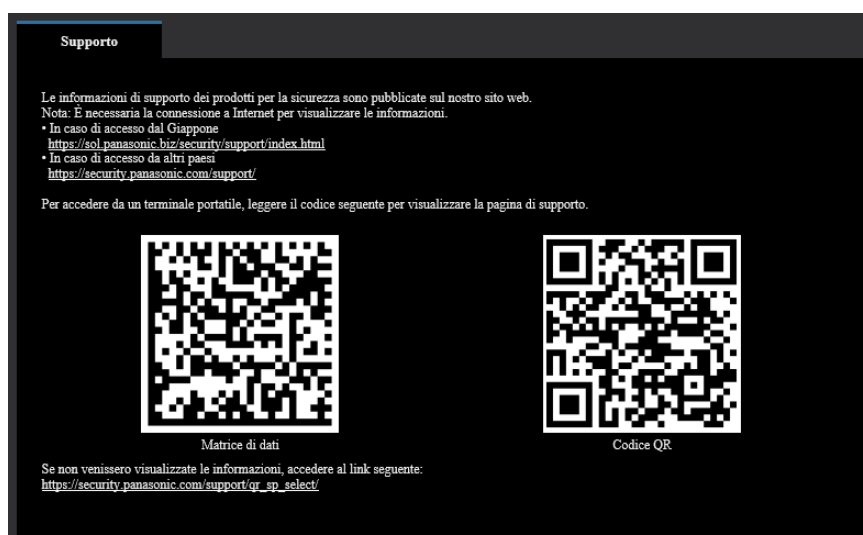 Supporto
Le informazioni di supporto dei prodotti per la sicurezza sono pubblicate sul nostro sito web.
Nota: È necessaria la connessione a Internet per visualizzare le informazioni.
• In caso di accesso dal Giappone
https://sol.panasonic.biz/security/support/index.html
• In caso di accesso da altri paesi
https://security.panasonic.com/support/
Per accedere da un terminale portatile, leggere il codice seguente per visualizzare la pagina di supporto.
Matrice di dati
Codice QR
Se non venissero visualizzate le informazioni, accedere al link seguente:
https://security.panasonic.com/support/qr_sp_select/